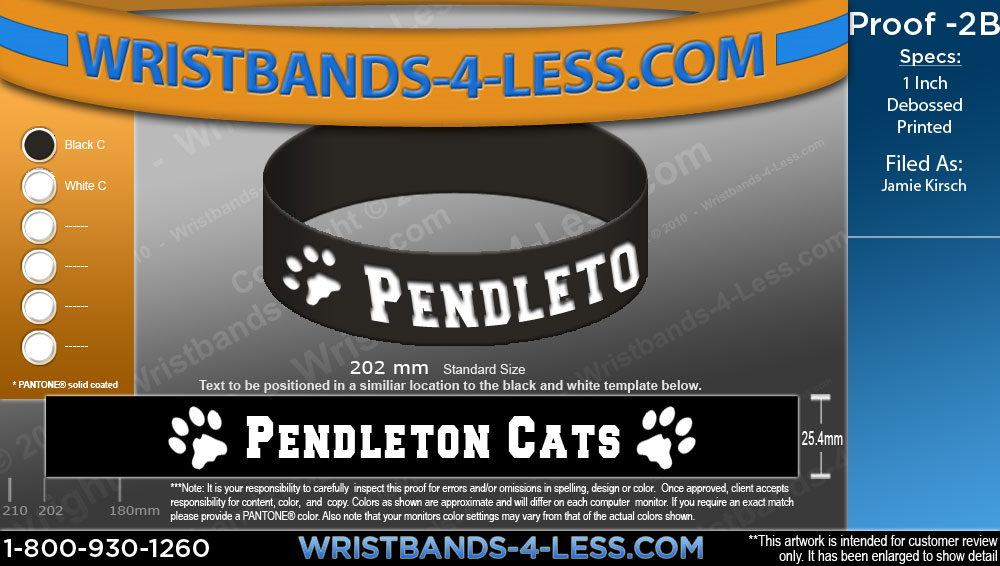 WRISTBANDS-4-LESS.COM
Proof -2B
Specs:
1 Inch
Debossed
Printed
Filed As:
Jamie Kirsch
Black C
White C
------
------
------
------
* PANTONE® solid coated
PENDLETO
202 mm Standard Size
Text to be positioned in a similiar location to the black and white template below.
PENDLETON CATS
25.4mm
***Note: It is your responsibility to carefully inspect this proof for errors and/or omissions in spelling, design or color. Once approved, client accepts
responsibility for content, color, and copy. Colors as shown are approximate and will differ on each computer monitor. If you require an exact match
please provide a PANTONE® color. Also note that your monitors color settings may vary from that of the actual colors shown.
210 202 180mm
1-800-930-1260
WRISTBANDS-4-LESS.COM
**This artwork is intended for customer review
only. It has been enlarged to show detail